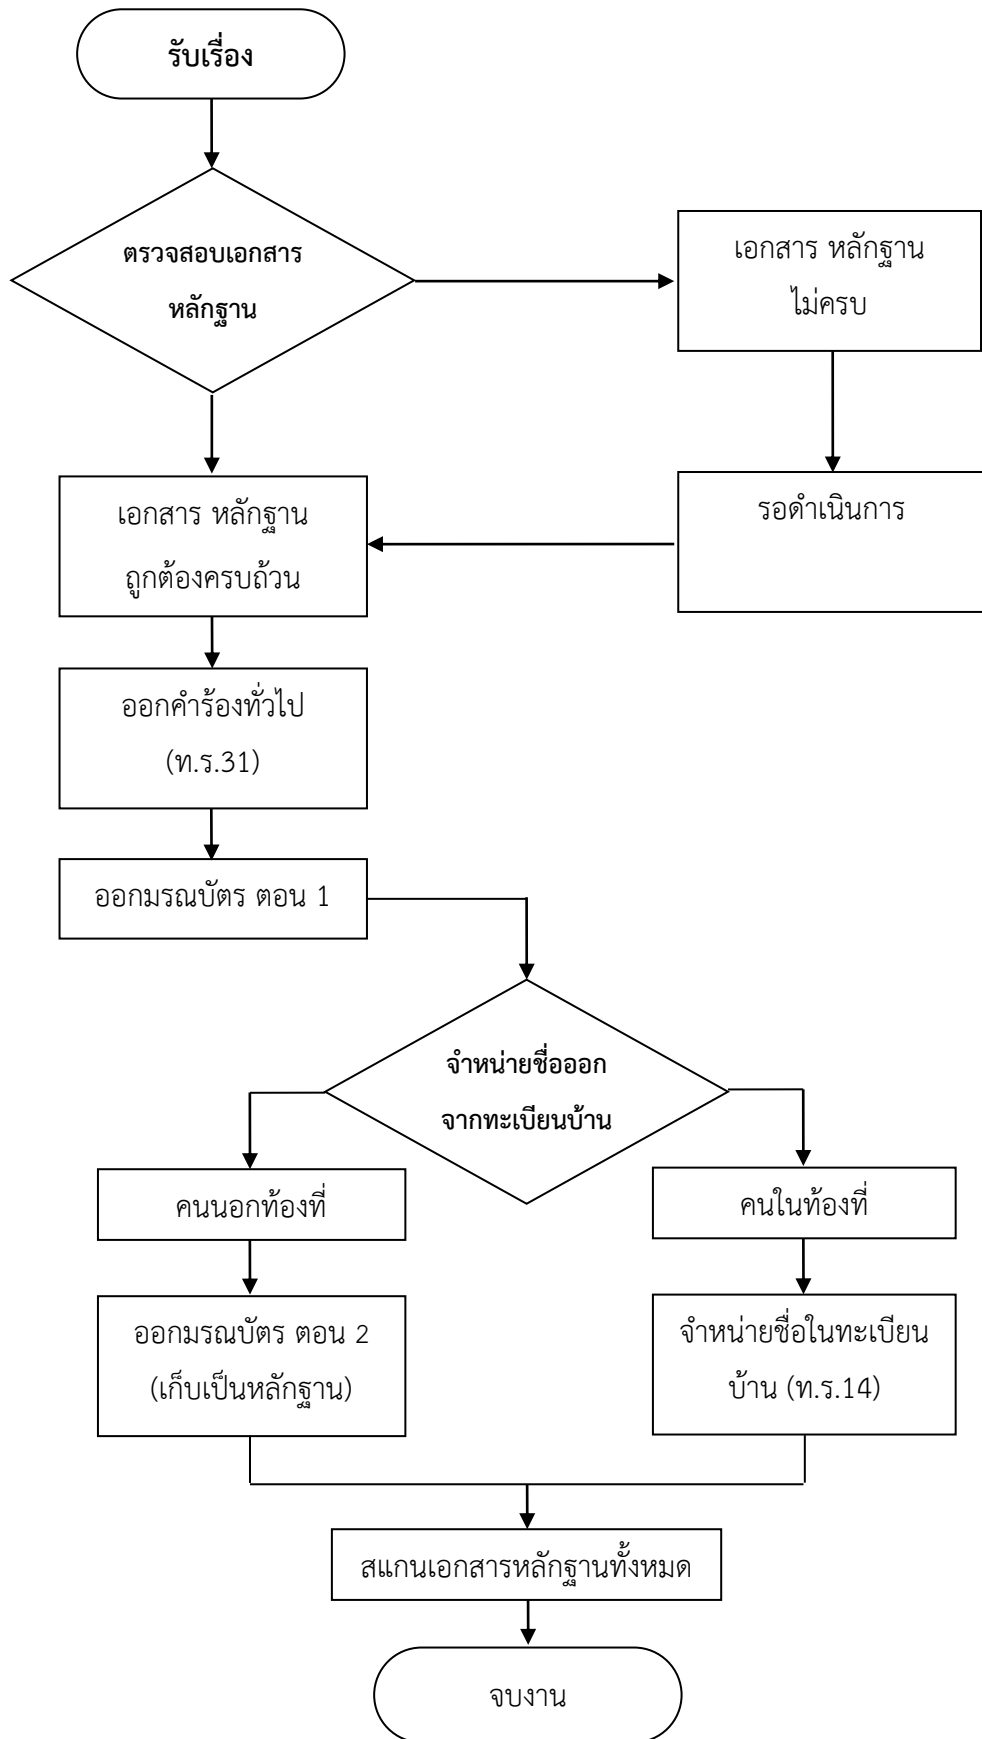 รับเรื่อง
ตรวจสอบเอกสาร
หลักฐาน
เอกสาร หลักฐาน
ไม่ครบ
เอกสาร หลักฐาน
ถูกต้องครบถ้วน
รอดำเนินการ
ออกคำร้องทั่วไป
(ท.ร.31)
ออกมรณบัตร ตอน 1
จำหน่ายชื่อออก
จากทะเบียนบ้าน
คนนอกท้องที่
คนในท้องที่
ออกมรณบัตร ตอน 2
(เก็บเป็นหลักฐาน)
จำหน่ายชื่อในทะเบียน
บ้าน (ท.ร.14)
สแกนเอกสารหลักฐานทั้งหมด
จบงาน